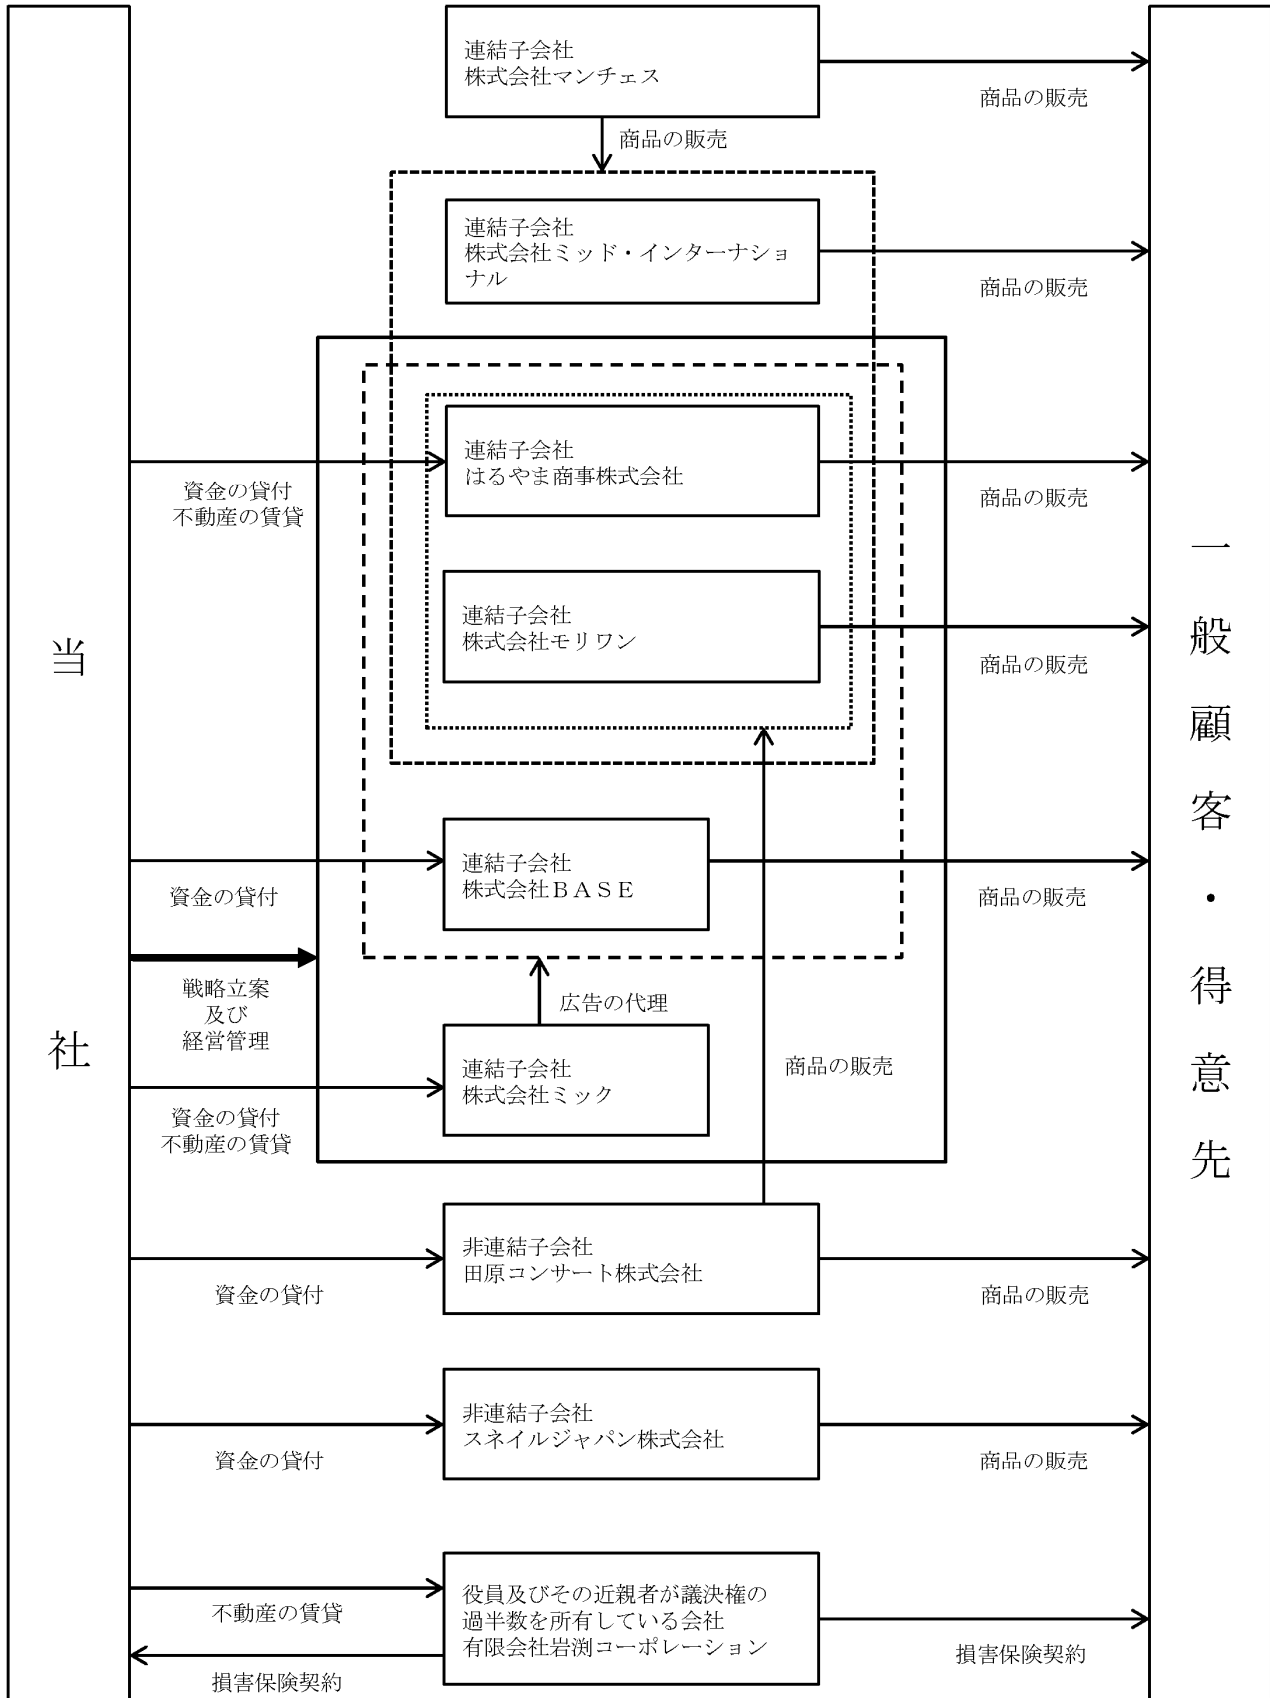 連結子会社
株式会社マンチェス
商品の販売
商品の販売
連結子会社
株式会社ミッド・インターナショ
ナル
商品の販売
連結子会社
はるやま商事株式会社
資金の貸付
不動産の賃貸
商品の販売
連結子会社
株式会社モリワン
商品の販売
当社
一般顧客・得意先
連結子会社
株式会社ＢＡＳＥ
資金の貸付
商品の販売
戦略立案
及び
経営管理
広告の代理
連結子会社
株式会社ミック
商品の販売
資金の貸付
不動産の賃貸
非連結子会社
田原コンサート株式会社
資金の貸付
商品の販売
非連結子会社
スネイルジャパン株式会社
資金の貸付
商品の販売
役員及びその近親者が議決権の
過半数を所有している会社
有限会社岩渕コーポレーション
不動産の賃貸
損害保険契約
損害保険契約